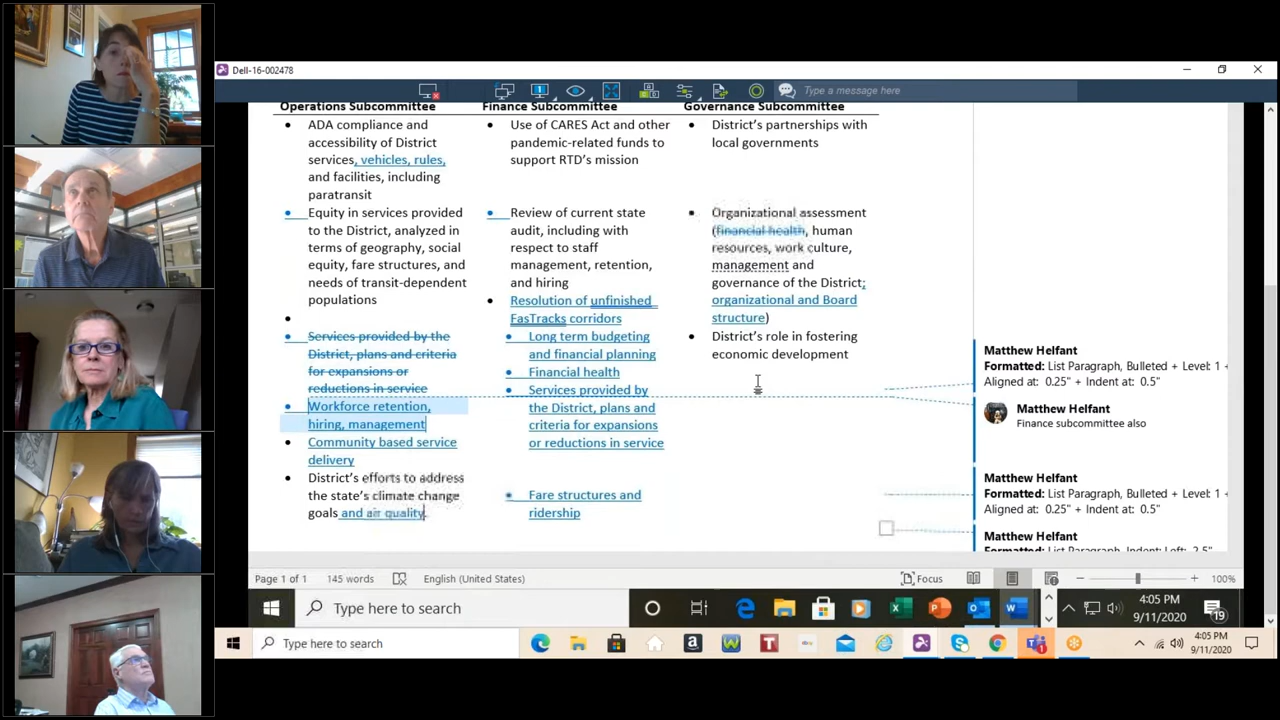 Dell-16-002478
Type a message here
Operations Subcommittee
ADA compliance and
accessibility of District
services, vehicles, rules,
and facilities, including
paratransit
Equity in services provided
to the District, analyzed in
terms of geography, social
equity, fare structures, and
needs of transit-dependent
populations
Services provided by the
District, plans and criteria
for expansions or
reductions in service
Workforce retention,
hiring, management
Community based service
delivery
District's efforts to address
the state's climate change
goals and air quality
Finance Subcommittee
Use of CARES Act and other
pandemic-related funds to
support RTD's mission
Review of current state
audit, including with
respect to staff
management, retention,
and hiring
Resolution of unfinished
FasTracks corridors
Long term budgeting
and financial planning
Financial health
Services provided by
the District, plans and
criteria for expansions
or reductions in service
Fare structures and
ridership
Governance Subcommittee
District's partnerships with
local governments
Organizational assessment
(financial health, human
resources, work culture,
management and
governance of the District;
organizational and Board
structure)
District's role in fostering
economic development
Matthew Helfant
Formatted: List Paragraph, Bulleted + Level: 1 +
Aligned at: 0.25" + Indent at: 0.5"
Matthew Helfant
Finance subcommittee also
Matthew Helfant
Formatted: List Paragraph, Bulleted + Level: 1 +
Aligned at: 0.25" + Indent at: 0.5"
Matthew Helfant
Page 1 of 1 145 words English (United States) Focus 100%
Type here to search
4:05 PM
9/11/2020
19
Type here to search
4:05 PM
9/11/2020